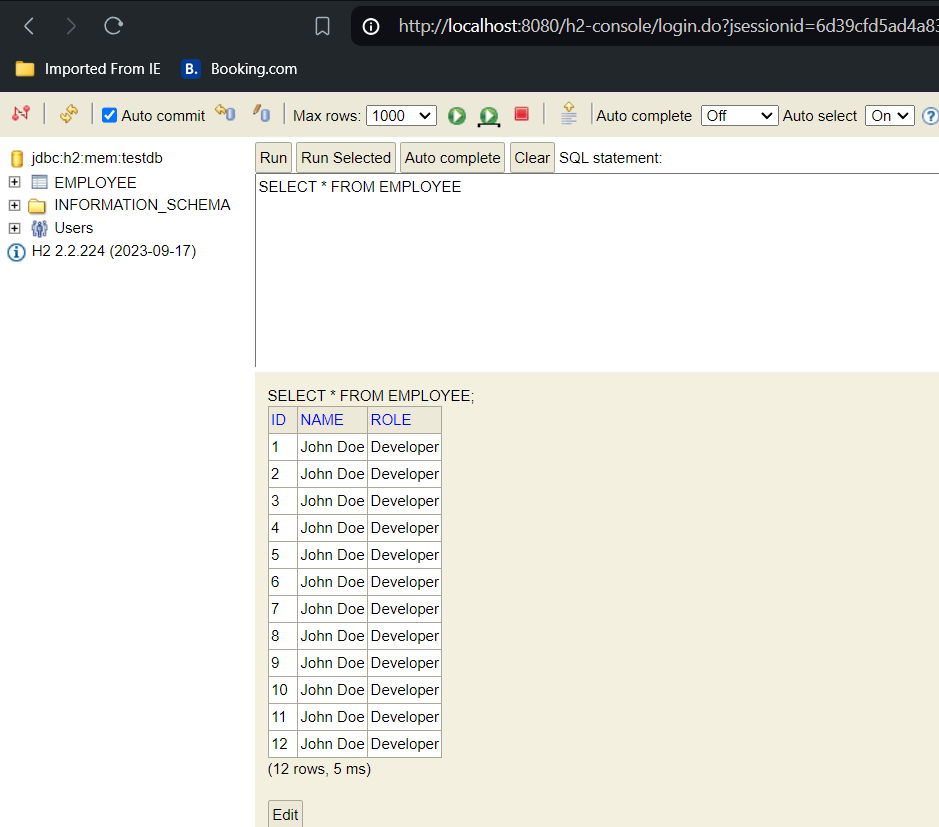 http://localhost:8080/h2-console/login.do?jsessionid=6d39cfd5ad4a83
Imported From IE B. Booking.com
Auto commit Max rows: 1000 Auto complete Off Auto select On ?
jdbc:h2:mem:testdb
EMPLOYEE
INFORMATION_SCHEMA
Users
H2 2.2.224 (2023-09-17)
Run Run Selected Auto complete Clear SQL statement:
SELECT * FROM EMPLOYEE
SELECT * FROM EMPLOYEE;
ID NAME ROLE
1 John Doe Developer
2 John Doe Developer
3 John Doe Developer
4 John Doe Developer
5 John Doe Developer
6 John Doe Developer
7 John Doe Developer
8 John Doe Developer
9 John Doe Developer
10 John Doe Developer
11 John Doe Developer
12 John Doe Developer
(12 rows, 5 ms)
Edit